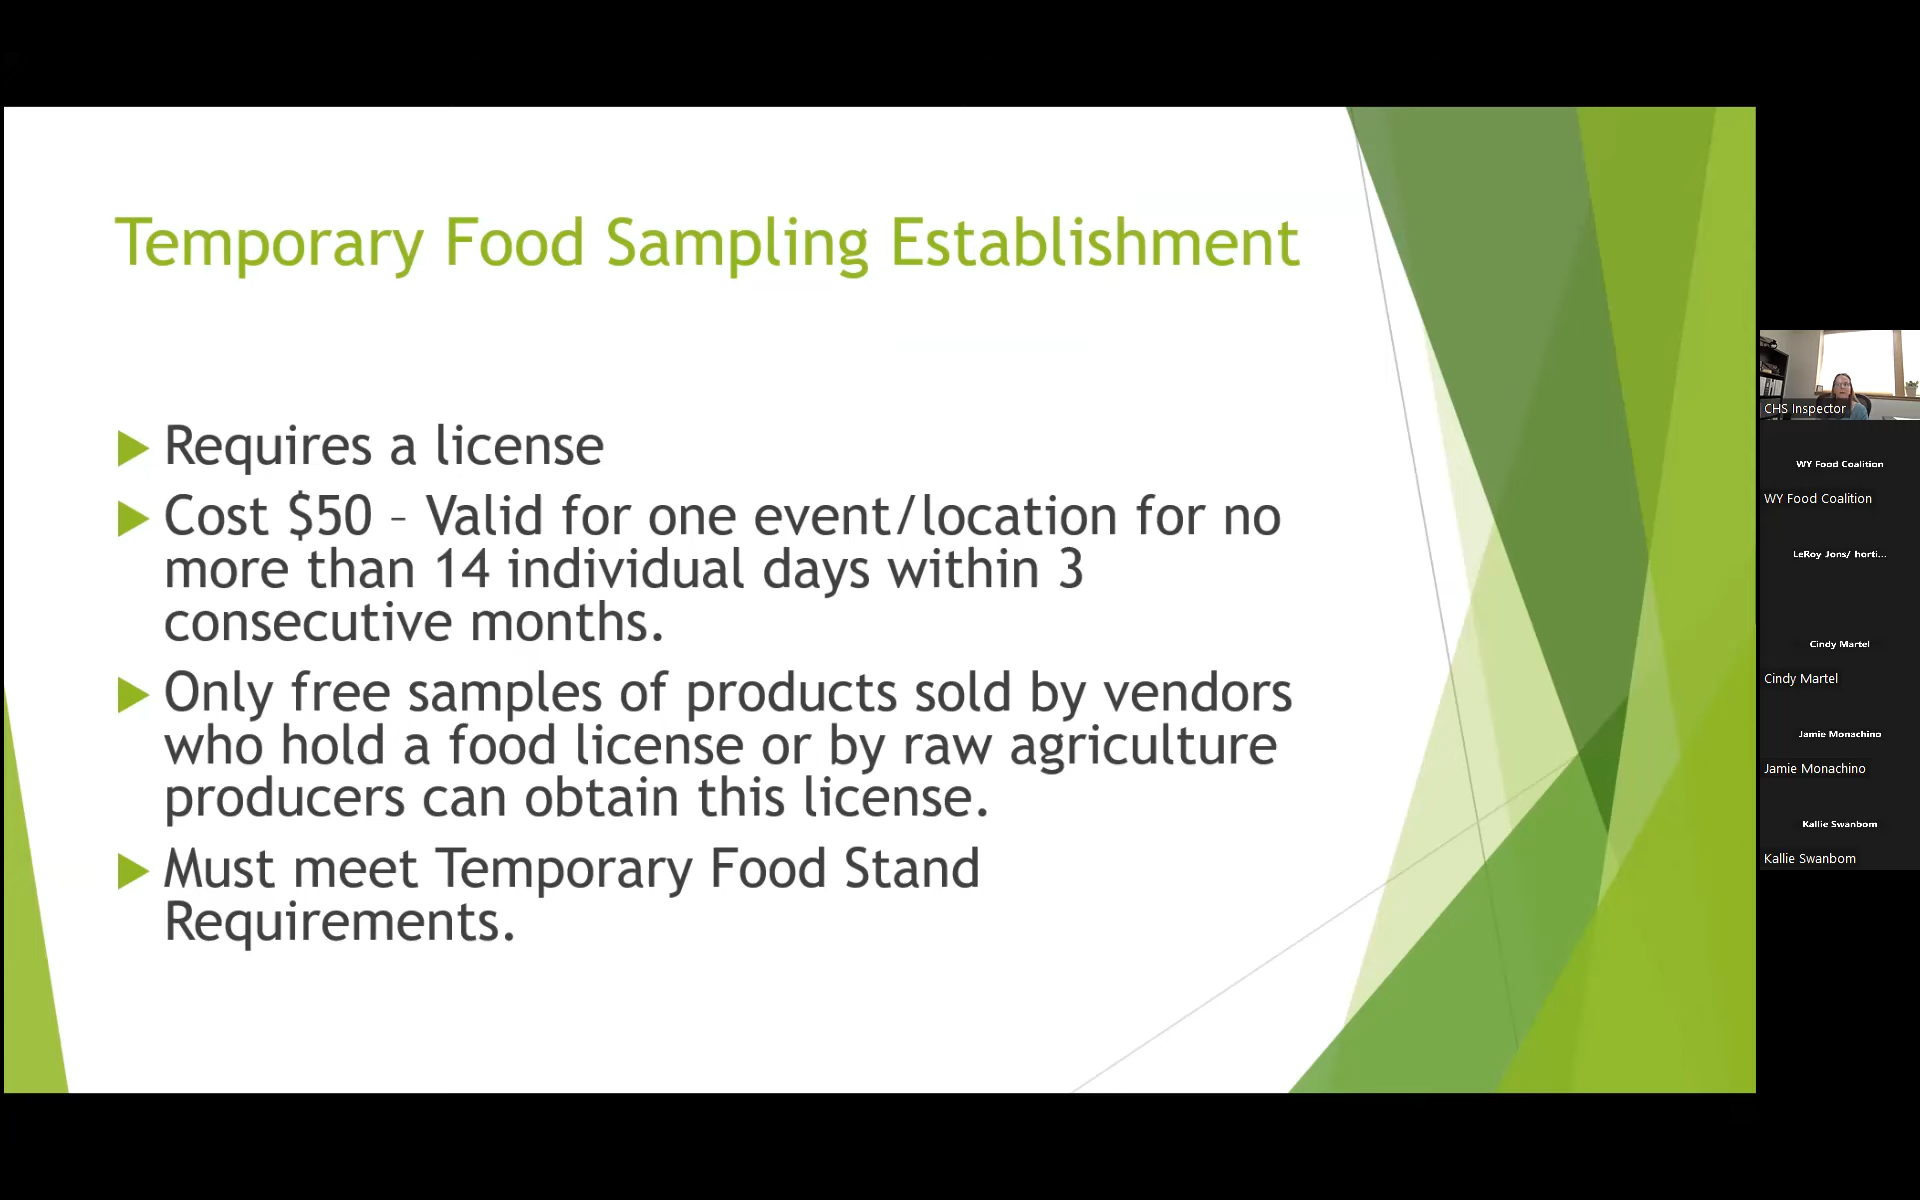 Temporary Food Sampling Establishment
Requires a license
Cost $50 – Valid for one event/location for no
more than 14 individual days within 3
consecutive months.
Only free samples of products sold by vendors
who hold a food license or by raw agriculture
producers can obtain this license.
Must meet Temporary Food Stand
Requirements.
CHS Inspector
WY Food Coalition
WY Food Coalition
LeRoy Jons/ horti...
Cindy Martel
Cindy Martel
Jamie Monachino
Jamie Monachino
Kallie Swanbom
Kallie Swanbom